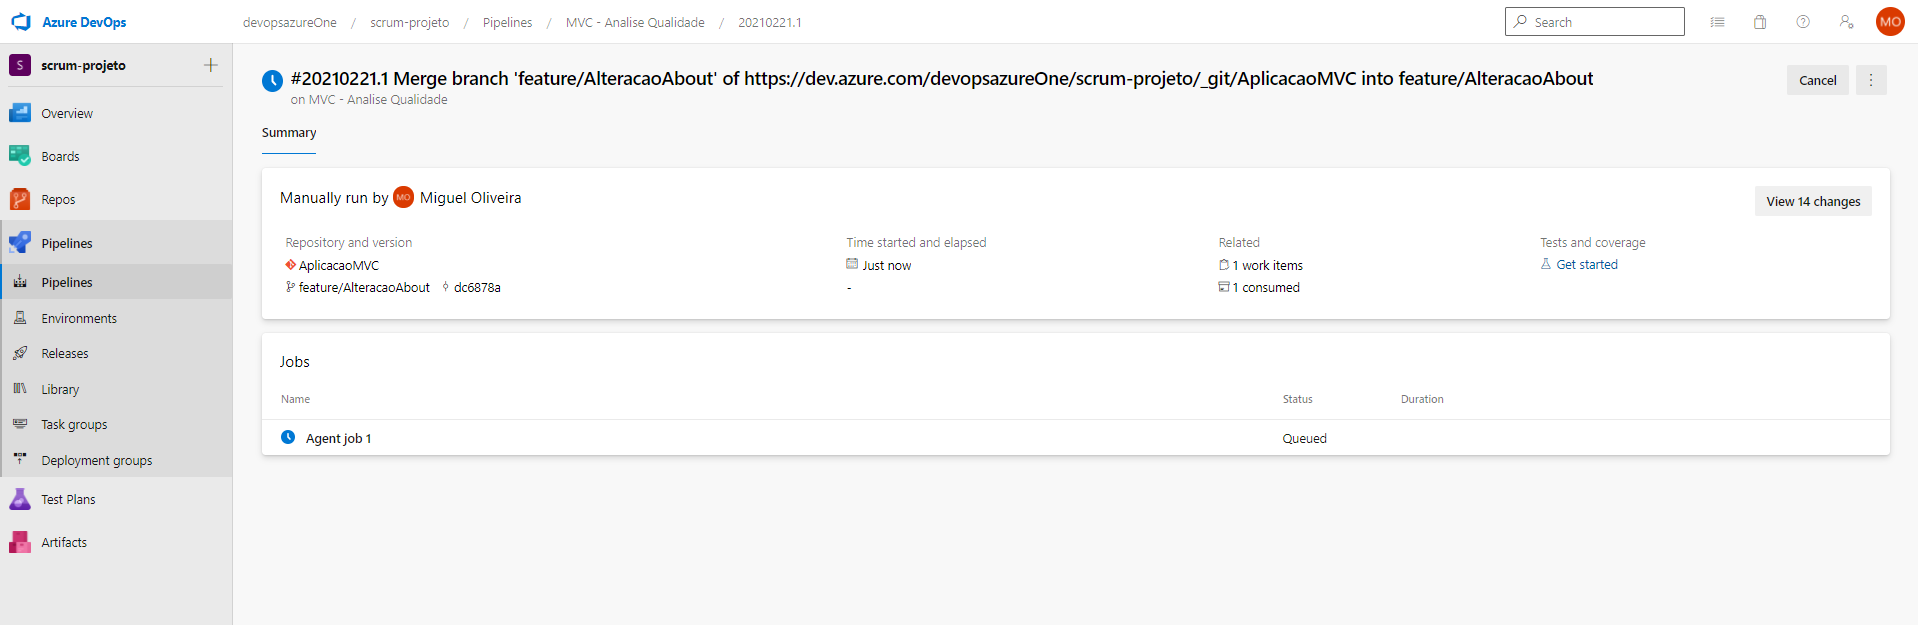 Azure DevOps
devopsazureOne / scrum-projeto / Pipelines / MVC - Analise Qualidade / 20210221.1
Search
MO
S scrum-projeto
Overview
Boards
Repos
Pipelines
Pipelines
Environments
Releases
Library
Task groups
Deployment groups
Test Plans
Artifacts
#20210221.1 Merge branch 'feature/AlteracaoAbout' of https://dev.azure.com/devopsazureOne/scrum-projeto/_git/AplicacaoMVC into feature/AlteracaoAbout
on MVC - Analise Qualidade
Cancel
Summary
Manually run by MO Miguel Oliveira
View 14 changes
Repository and version
AplicacaoMVC
feature/AlteracaoAbout dc6878a
Time started and elapsed
Just now
-
Related
1 work items
1 consumed
Tests and coverage
Get started
Jobs
Name Status Duration
Agent job 1 Queued